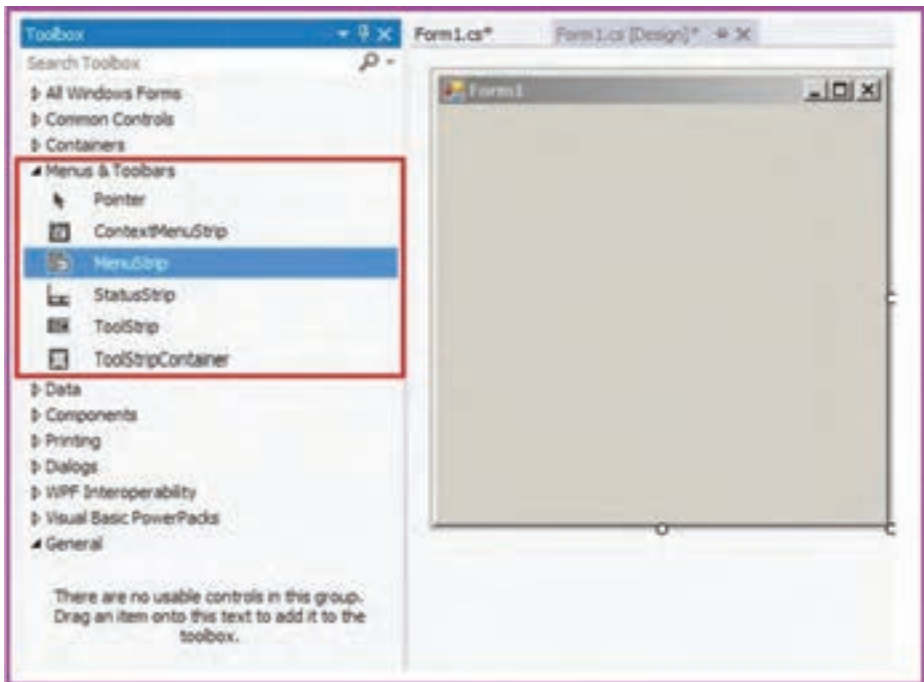 Toolbox
Form1.cs*
Form1.cs [Design]*
Search Toolbox
All Windows Forms
Common Controls
Containers
Menus & Toolbars
Pointer
ContextMenuStrip
MenuStrip
StatusStrip
ToolStrip
ToolStripContainer
Data
Components
Printing
Dialogs
WPF Interoperability
Visual Basic PowerPacks
General
There are no usable controls in this group.
Drag an item onto this text to add it to the
toolbox.
Form1